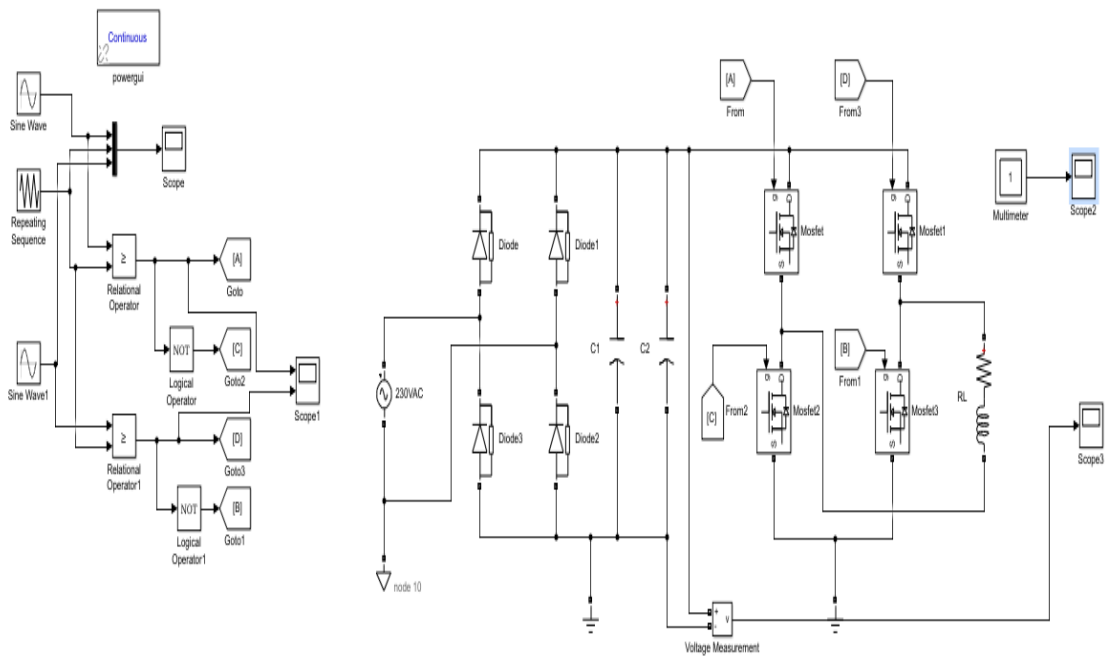 Continuous
powergui
Sine Wave
Scope
Repeating
Sequence
≥
Relational
Operator
[A]
Goto
NOT
Logical
Operator
[C]
Goto2
Sine Wave1
Scope1
≥
Relational
Operator1
[D]
Goto3
NOT
Logical
Operator1
[B]
Goto1
[A]
From
[D]
From3
Diode
Diode1
g
D
S
Mosfet
g
D
S
Mosfet1
1
Multimeter
Scope2
230VAC
C1
C2
[C]
From2
g
D
S
Mosfet2
[B]
From1
g
D
S
Mosfet3
RL
Diode3
Diode2
Scope3
node 10
+
-
v
Voltage Measurement